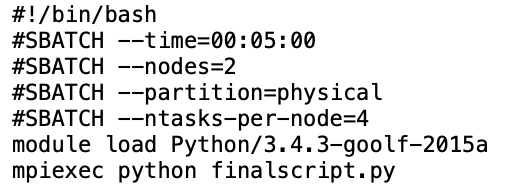 #!/bin/bash
#SBATCH --time=00:05:00
#SBATCH --nodes=2
#SBATCH --partition=physical
#SBATCH --ntasks-per-node=4
module load Python/3.4.3-goolf-2015a
mpiexec python finalscript.py